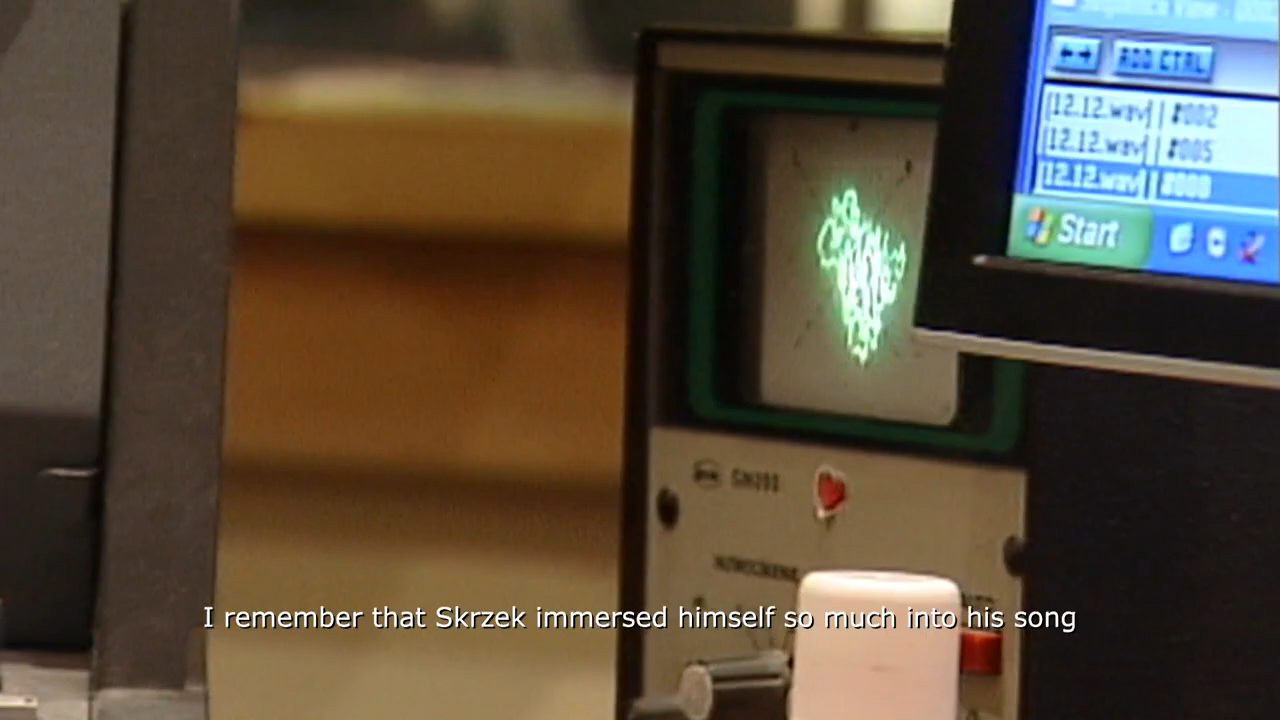 ADD CTRL
[12.12.wav] | #002
[12.12.wav] | #005
[12.12.wav] | #000
Start
I remember that Skrzek immersed himself so much into his song